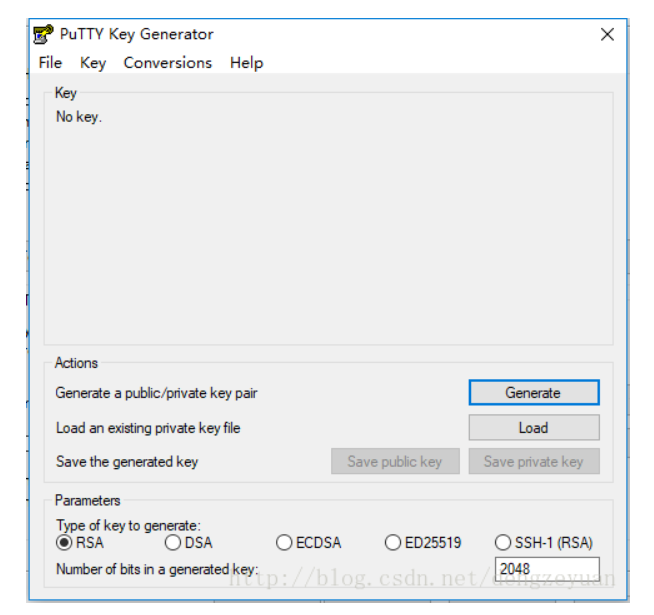 PuTTY Key Generator
File Key Conversions Help
Key
No key.
Actions
Generate a public/private key pair Generate
Load an existing private key file Load
Save the generated key Save public key Save private key
Parameters
Type of key to generate:
RSA DSA ECDSA ED25519 SSH-1 (RSA)
Number of bits in a generated key: 2048
http://blog.csdn.net/dengzeyuan